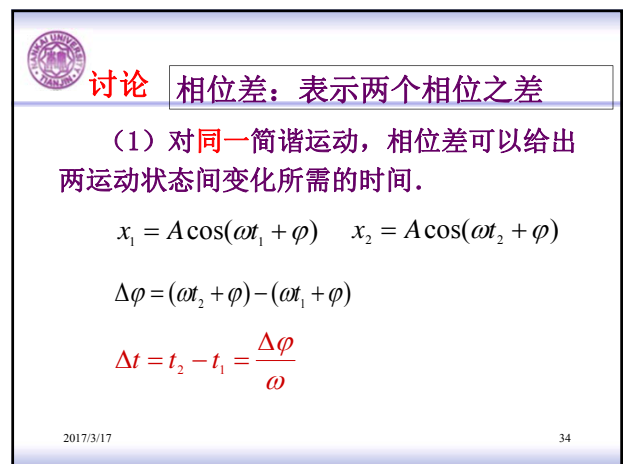 NANKAI UNIVERSITY
TIANJIN
讨论 相位差：表示两个相位之差
（1）对同一简谐运动，相位差可以给出
两运动状态间变化所需的时间．
x₁ = A cos(ωt₁ + φ)   x₂ = A cos(ωt₂ + φ)
Δφ = (ωt₂ + φ) − (ωt₁ + φ)
Δt = t₂ − t₁ = Δφ/ω
2017/3/17 34